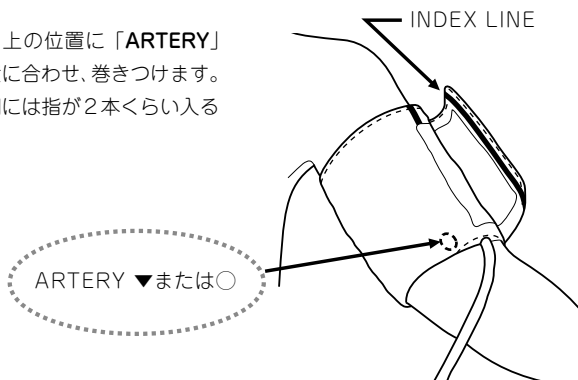 INDEX LINE
上の位置に「ARTERY」
に合わせ、巻きつけます。
には指が２本くらい入る
ARTERY ▼または○